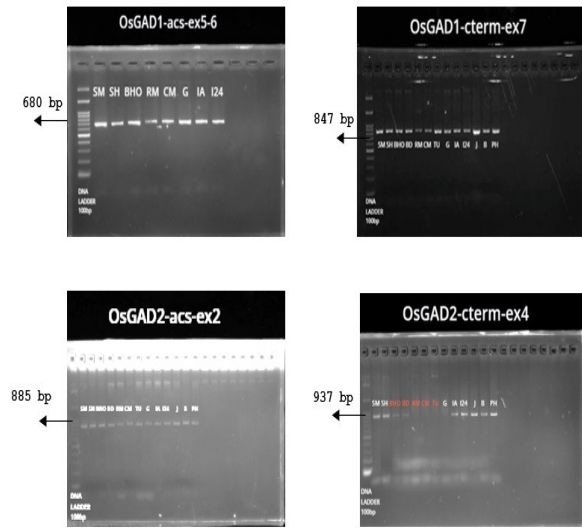 OsGAD1-acs-ex5-6
SM SH BHO RM CM G IA I24
680 bp
DNA
LADDER
100bp
OsGAD1-cterm-ex7
847 bp
SM SH BHO BD RM CM TU G IA I24 J B PH
DNA
LADDER
100bp
OsGAD2-acs-ex2
885 bp
SM SH BHO BD RM CM TU G IA I24 J B PH
DNA
LADDER
100bp
OsGAD2-cterm-ex4
937 bp
SM SH BHO BD RM CM TU G IA I24 J B PH
DNA
LADDER
100bp